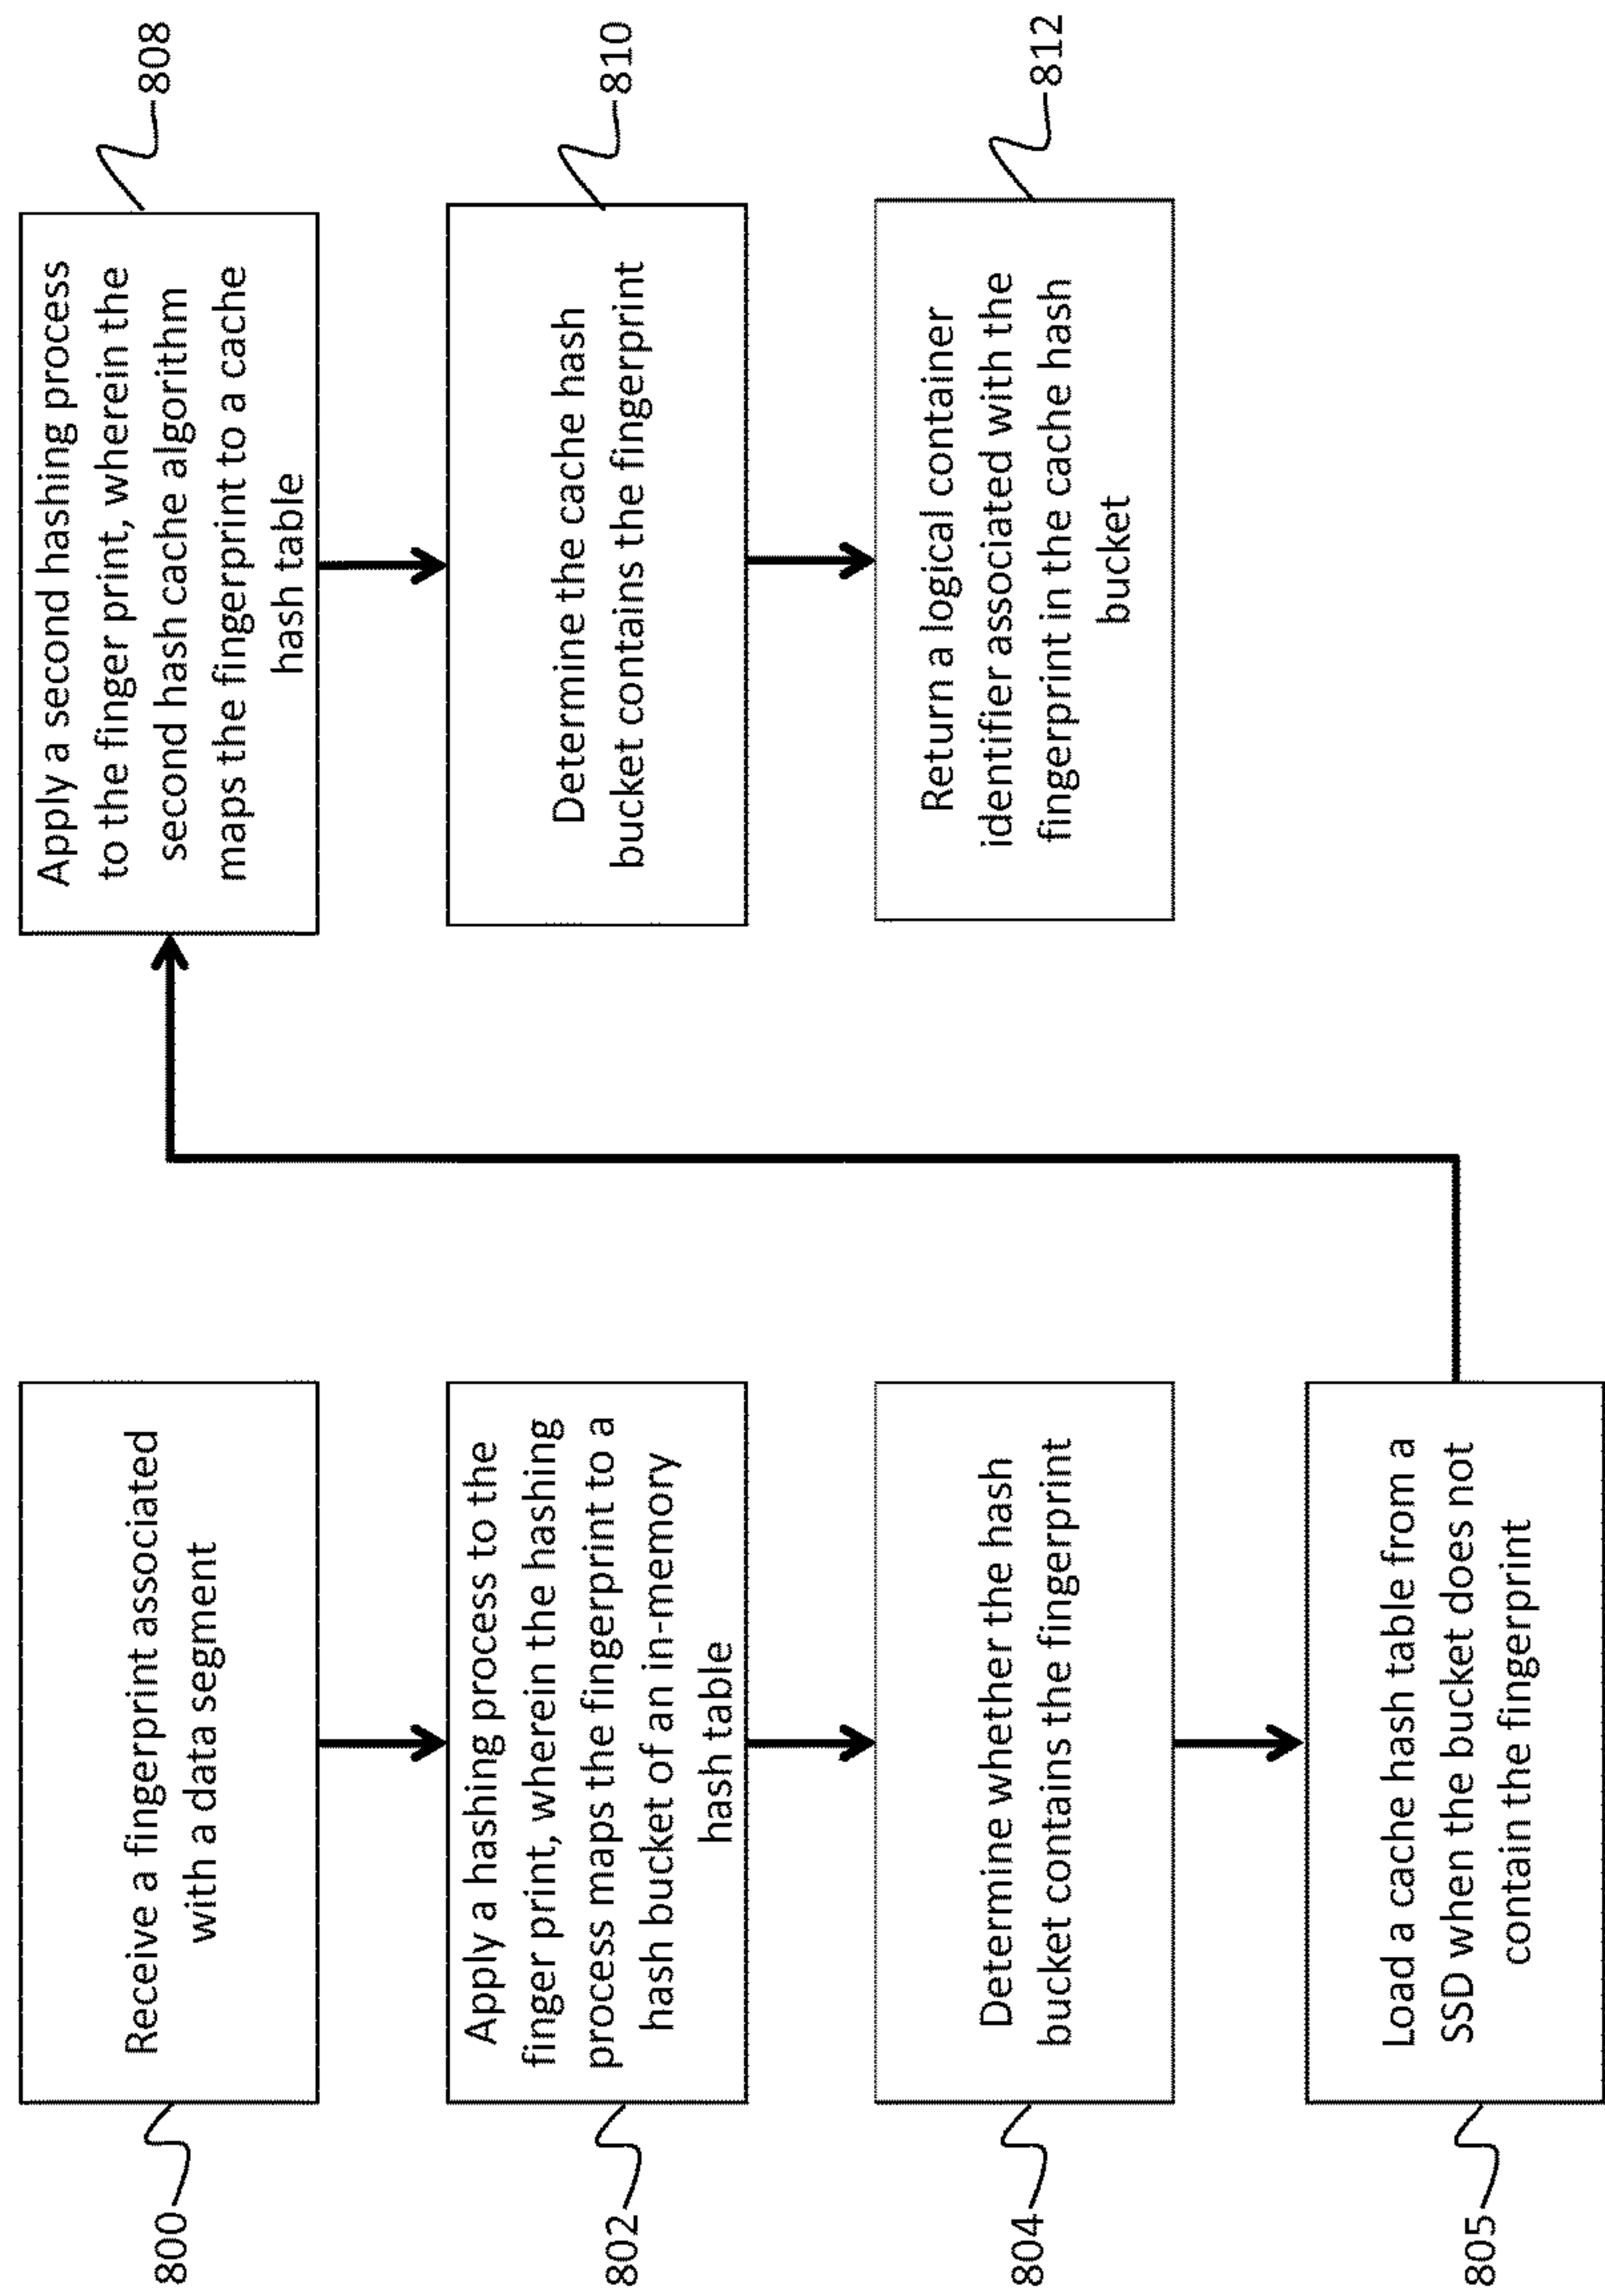 800
Receive a fingerprint associated
with a data segment
802
Apply a hashing process to the
finger print, wherein the hashing
process maps the fingerprint to a
hash bucket of an in-memory
hash table
804
Determine whether the hash
bucket contains the fingerprint
805
Load a cache hash table from a
SSD when the bucket does not
contain the fingerprint
Apply a second hashing process
to the finger print, wherein the
second hash cache algorithm
maps the fingerprint to a cache
hash table
808
Determine the cache hash
bucket contains the fingerprint
810
Return a logical container
identifier associated with the
fingerprint in the cache hash
bucket
812